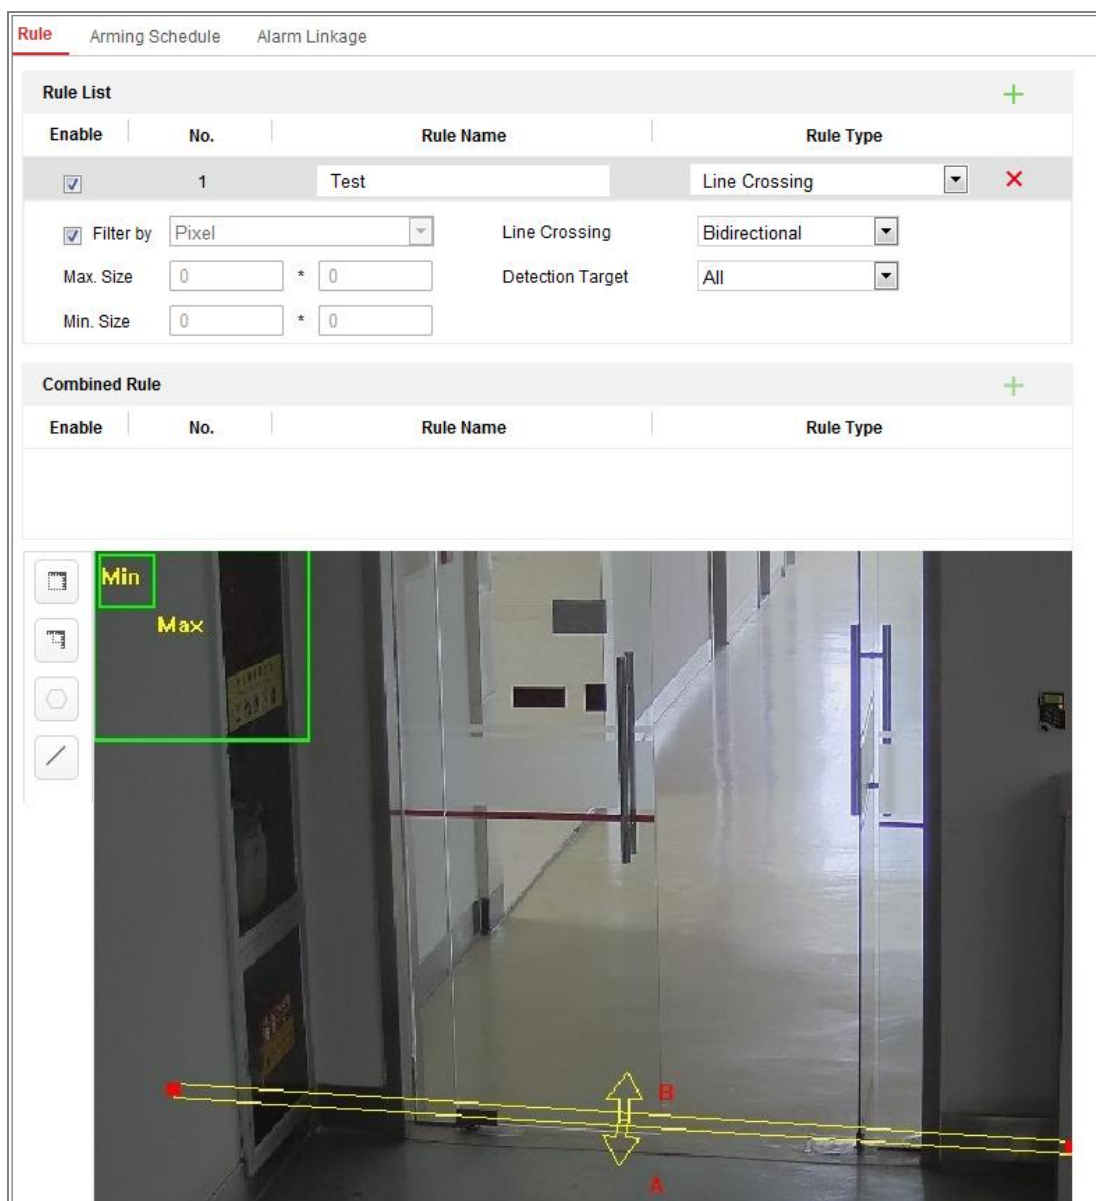 Rule Arming Schedule Alarm Linkage
Rule List
Enable No. Rule Name Rule Type
1 Test Line Crossing
Filter by Pixel Line Crossing Bidirectional
Max. Size 0 * 0 Detection Target All
Min. Size 0 * 0
Combined Rule
Enable No. Rule Name Rule Type
Min
Max
B
A